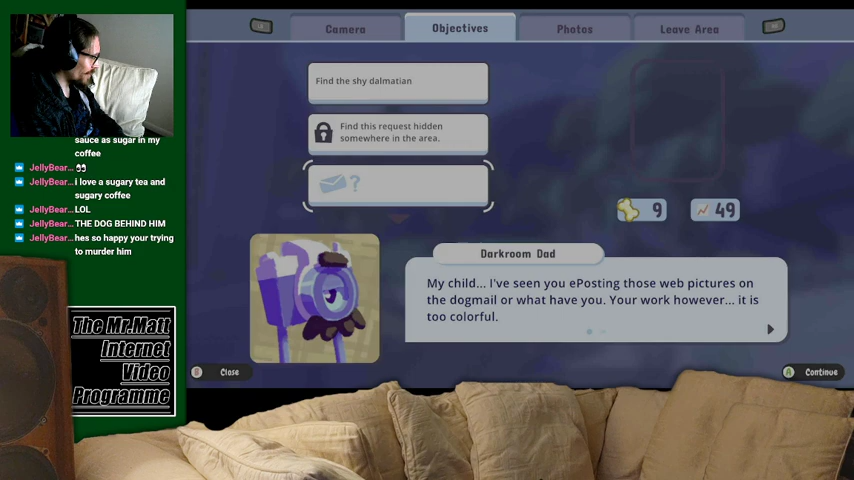 Camera
Objectives
Photos
Leave Area
Find the shy dalmatian
Find this request hidden
somewhere in the area.
?
9
49
Darkroom Dad
My child... I've seen you ePosting those web pictures on
the dogmail or what have you. Your work however... it is
too colorful.
Close
Continue
sauce as sugar in my
coffee
JellyBear... 👀
JellyBear... i love a sugary tea and
sugary coffee
JellyBear... LOL
JellyBear... THE DOG BEHIND HIM
JellyBear... hes so happy your trying
to murder him
The Mr.Matt
Internet
Video
Programme